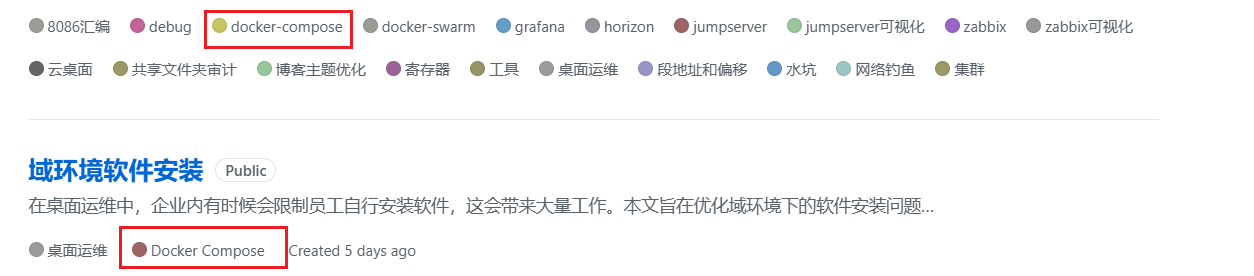 8086汇编 debug docker-compose docker-swarm grafana horizon jumpserver jumpserver可视化 zabbix zabbix可视化
云桌面 共享文件夹审计 博客主题优化 寄存器 工具 桌面运维 段地址和偏移 水坑 网络钓鱼 集群
域环境软件安装 Public
在桌面运维中，企业内有时候会限制员工自行安装软件，这会带来大量工作。本文旨在优化域环境下的软件安装问题...
桌面运维 Docker Compose Created 5 days ago